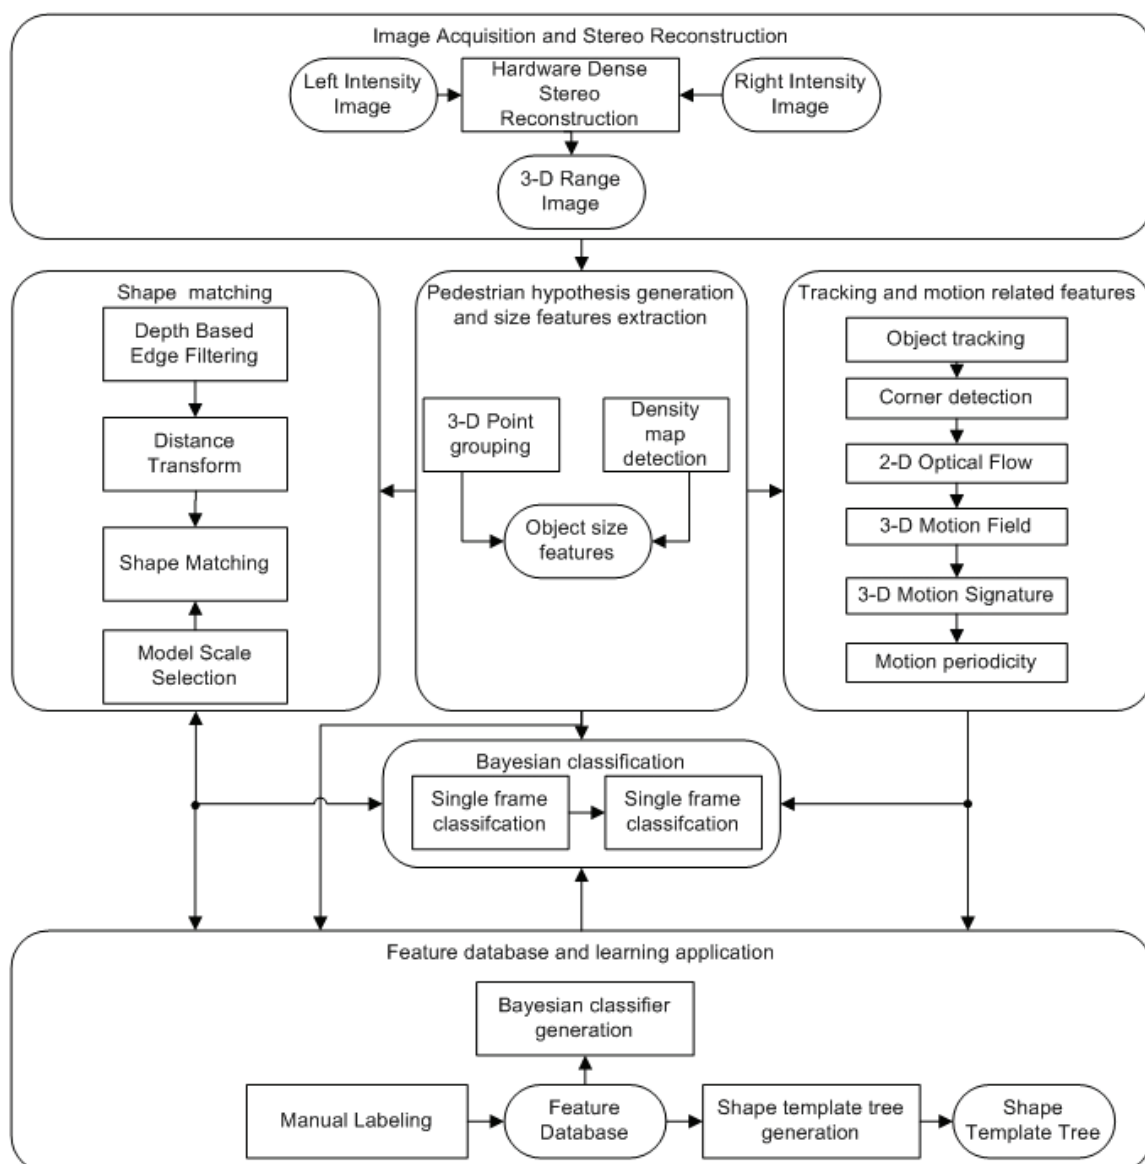 Image Acquisition and Stereo Reconstruction
Left Intensity
Image
Hardware Dense
Stereo
Reconstruction
Right Intensity
Image
3-D Range
Image
Shape matching
Depth Based
Edge Filtering
Distance
Transform
Shape Matching
Model Scale
Selection
Pedestrian hypothesis generation
and size features extraction
3-D Point
grouping
Density
map
detection
Object size
features
Tracking and motion related features
Object tracking
Corner detection
2-D Optical Flow
3-D Motion Field
3-D Motion Signature
Motion periodicity
Bayesian classification
Single frame
classifcation
Single frame
classifcation
Feature database and learning application
Bayesian classifier
generation
Manual Labeling
Feature
Database
Shape template tree
generation
Shape
Template Tree